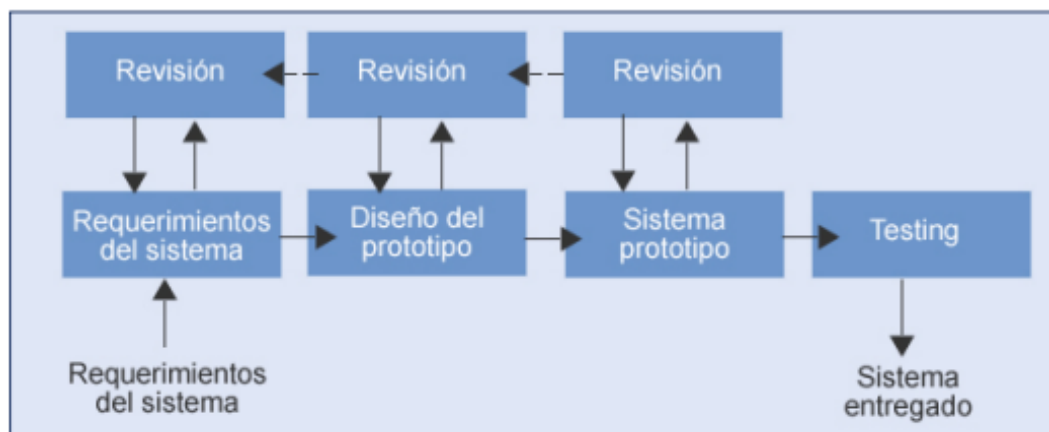 Revisión
Revisión
Revisión
Requerimientos
del sistema
Diseño del
prototipo
Sistema
prototipo
Testing
Requerimientos
del sistema
Sistema
entregado